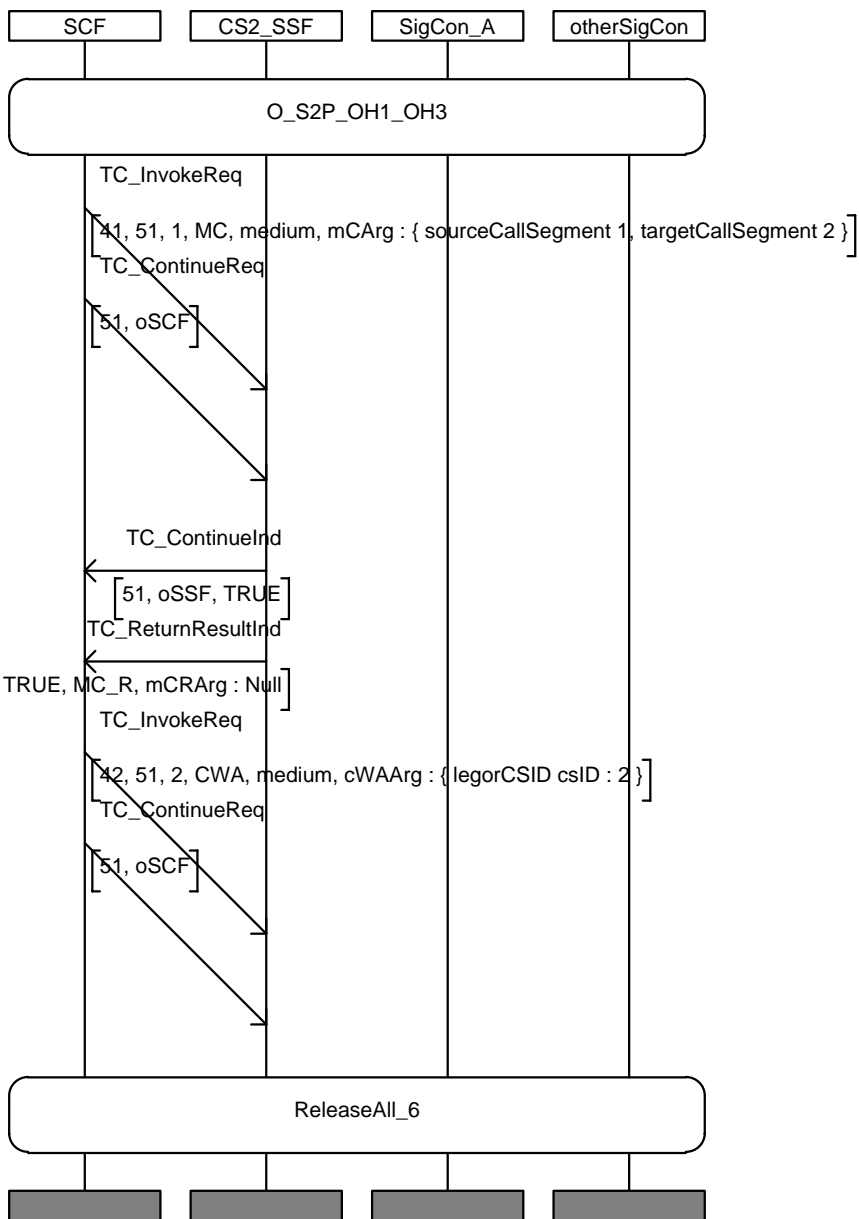 SCF CS2_SSF SigCon_A otherSigCon
O_S2P_OH1_OH3
TC_InvokeReq
[41, 51, 1, MC, medium, mCArg : { sourceCallSegment 1, targetCallSegment 2 }]
TC_ContinueReq
[51, oSCF]
TC_ContinueInd
[51, oSSF, TRUE]
TC_ReturnResultInd
TRUE, MC_R, mCRArg : Null]
TC_InvokeReq
[42, 51, 2, CWA, medium, cWAArg : { legorCSID csID : 2 }]
TC_ContinueReq
[51, oSCF]
ReleaseAll_6